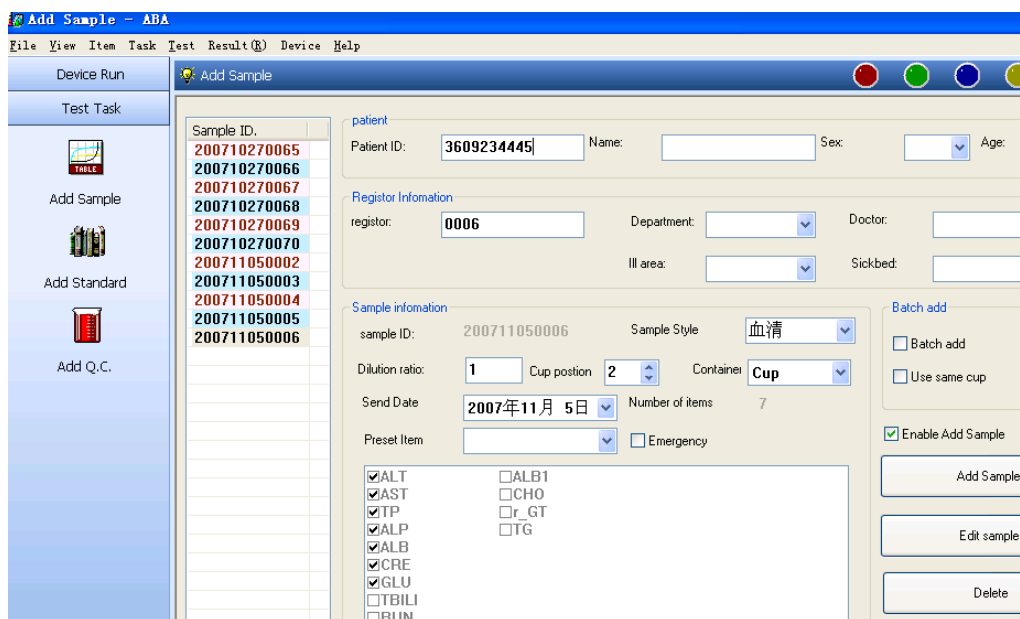 Add Sample - ABA
File View Item Task Test Result(R) Device Help
Device Run
Add Sample
Test Task
TABLE
Add Sample
Add Standard
Add Q.C.
Sample ID.
200710270065
200710270066
200710270067
200710270068
200710270069
200710270070
200711050002
200711050003
200711050004
200711050005
200711050006
patient
Patient ID: 3609234445 Name: Sex: Age:
Registor Infomation
registor: 0006 Department: Doctor:
Ill area: Sickbed:
Sample infomation
sample ID: 200711050006 Sample Style 血清
Dilution ratio: 1 Cup postion 2 Container Cup
Send Date 2007年11月 5日 Number of items 7
Preset Item Emergency
ALT ALB1
AST CHO
TP r_GT
ALP TG
ALB
CRE
GLU
TBILI
BUN
Batch add
Batch add
Use same cup
Enable Add Sample
Add Sample
Edit sample
Delete